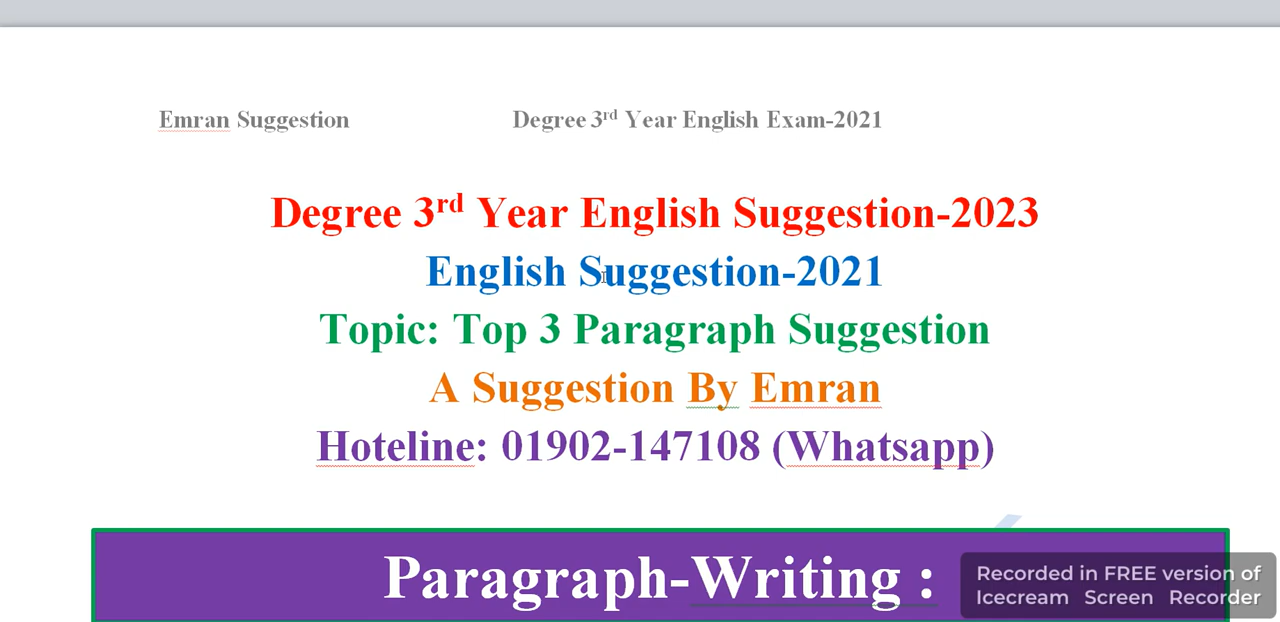 Emran Suggestion Degree 3rd Year English Exam-2021
Degree 3rd Year English Suggestion-2023
English Suggestion-2021
Topic: Top 3 Paragraph Suggestion
A Suggestion By Emran
Hoteline: 01902-147108 (Whatsapp)
Paragraph-Writing :
Recorded in FREE version of
Icecream Screen Recorder